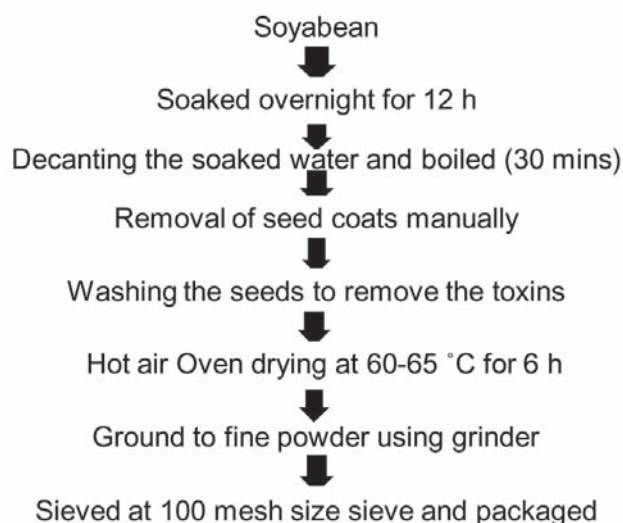 Soyabean
Soaked overnight for 12 h
Decanting the soaked water and boiled (30 mins)
Removal of seed coats manually
Washing the seeds to remove the toxins
Hot air Oven drying at 60-65 ˚C for 6 h
Ground to fine powder using grinder
Sieved at 100 mesh size sieve and packaged